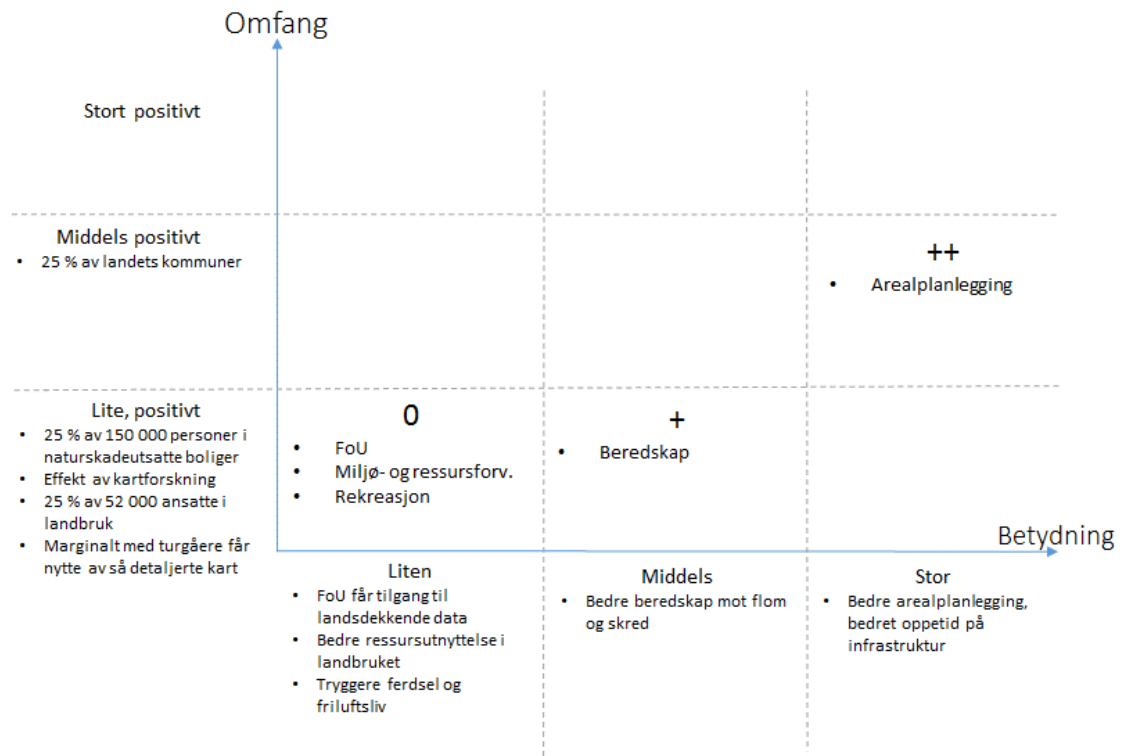 Omfang
Stort positivt
Middels positivt
• 25 % av landets kommuner
++
• Arealplanlegging
Lite, positivt
• 25 % av 150 000 personer i
naturskadeutsatte boliger
• Effekt av kartforskning
• 25 % av 52 000 ansatte i
landbruk
• Marginalt med turgåere får
nytte av så detaljerte kart
0
• FoU
• Miljø- og ressursforv.
• Rekreasjon
+
• Beredskap
Betydning
Liten
• FoU får tilgang til
landsdekkende data
• Bedre ressursutnyttelse i
landbruket
• Tryggere ferdsel og
friluftsliv
Middels
• Bedre beredskap mot flom
og skred
Stor
• Bedre arealplanlegging,
bedret oppetid på
infrastruktur